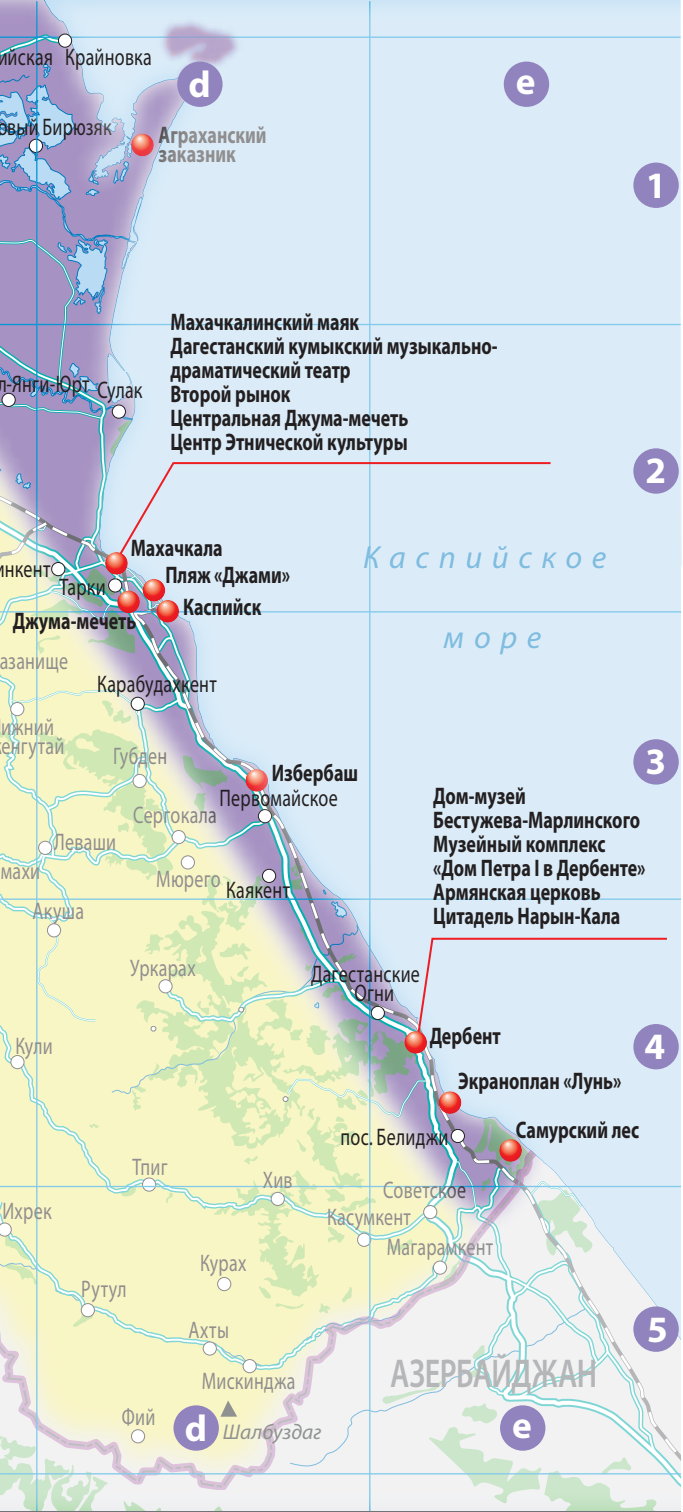 ийская Крайновка
d
e
овый Бирюзяк
Аграханский
заказник
1
Махачкалинский маяк
Дагестанский кумыкский музыкально-
драматический театр
Второй рынок
Центральная Джума-мечеть
Центр Этнической культуры
л-Янги-Юрт
Сулак
2
Махачкала
Каспийское
море
инкент
Тарки
Пляж «Джами»
Каспийск
Джума-мечеть
азанище
Карабудахкент
ижний
енгутай
Губден
3
Избербаш
Первомайское
Дом-музей
Бестужева-Марлинского
Музейный комплекс
«Дом Петра I в Дербенте»
Армянская церковь
Цитадель Нарын-Кала
Сергокала
Леваши
махи
Мюрего
Каякент
Акуша
Уркарах
Дагестанские
Огни
Дербент
4
Кули
Экраноплан «Лунь»
пос. Белиджи
Самурский лес
Тпиг
Хив
Советское
Ихрек
Касумкент
Магарамкент
Курах
Рутул
5
Ахты
Мискинджа
АЗЕРБАЙДЖАН
Фий
d
Шалбуздаг
e